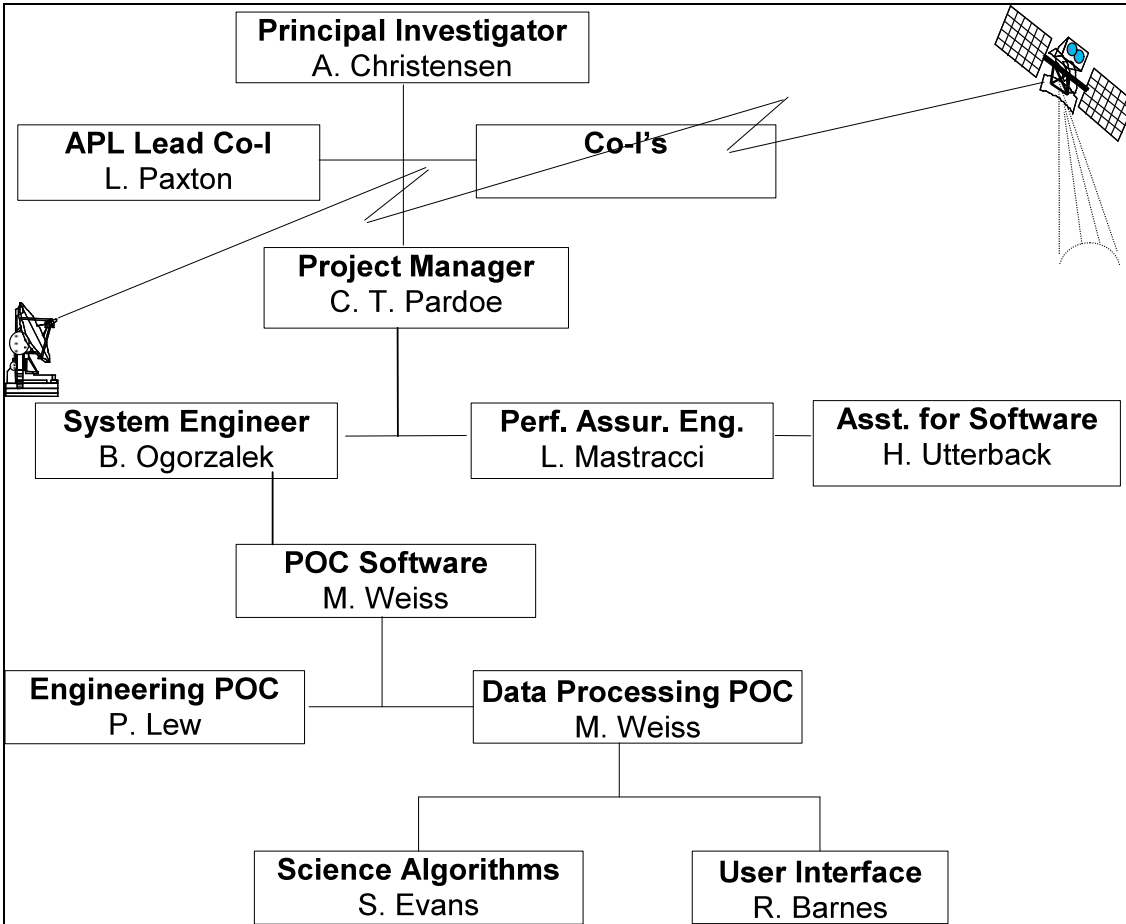 Principal Investigator
A. Christensen
APL Lead Co-I
L. Paxton
Co-I's
Project Manager
C. T. Pardoe
System Engineer
B. Ogorzalek
Perf. Assur. Eng.
L. Mastracci
Asst. for Software
H. Utterback
POC Software
M. Weiss
Engineering POC
P. Lew
Data Processing POC
M. Weiss
Science Algorithms
S. Evans
User Interface
R. Barnes